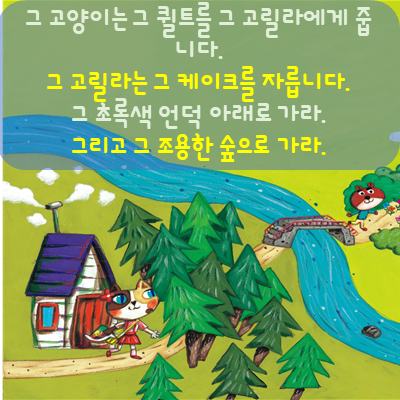 그 고양이는 그 퀼트를 그 고릴라에게 줍
니다.
그 고릴라는 그 케이크를 자릅니다.
그 초록색 언덕 아래로 가라.
그리고 그 조용한 숲으로 가라.